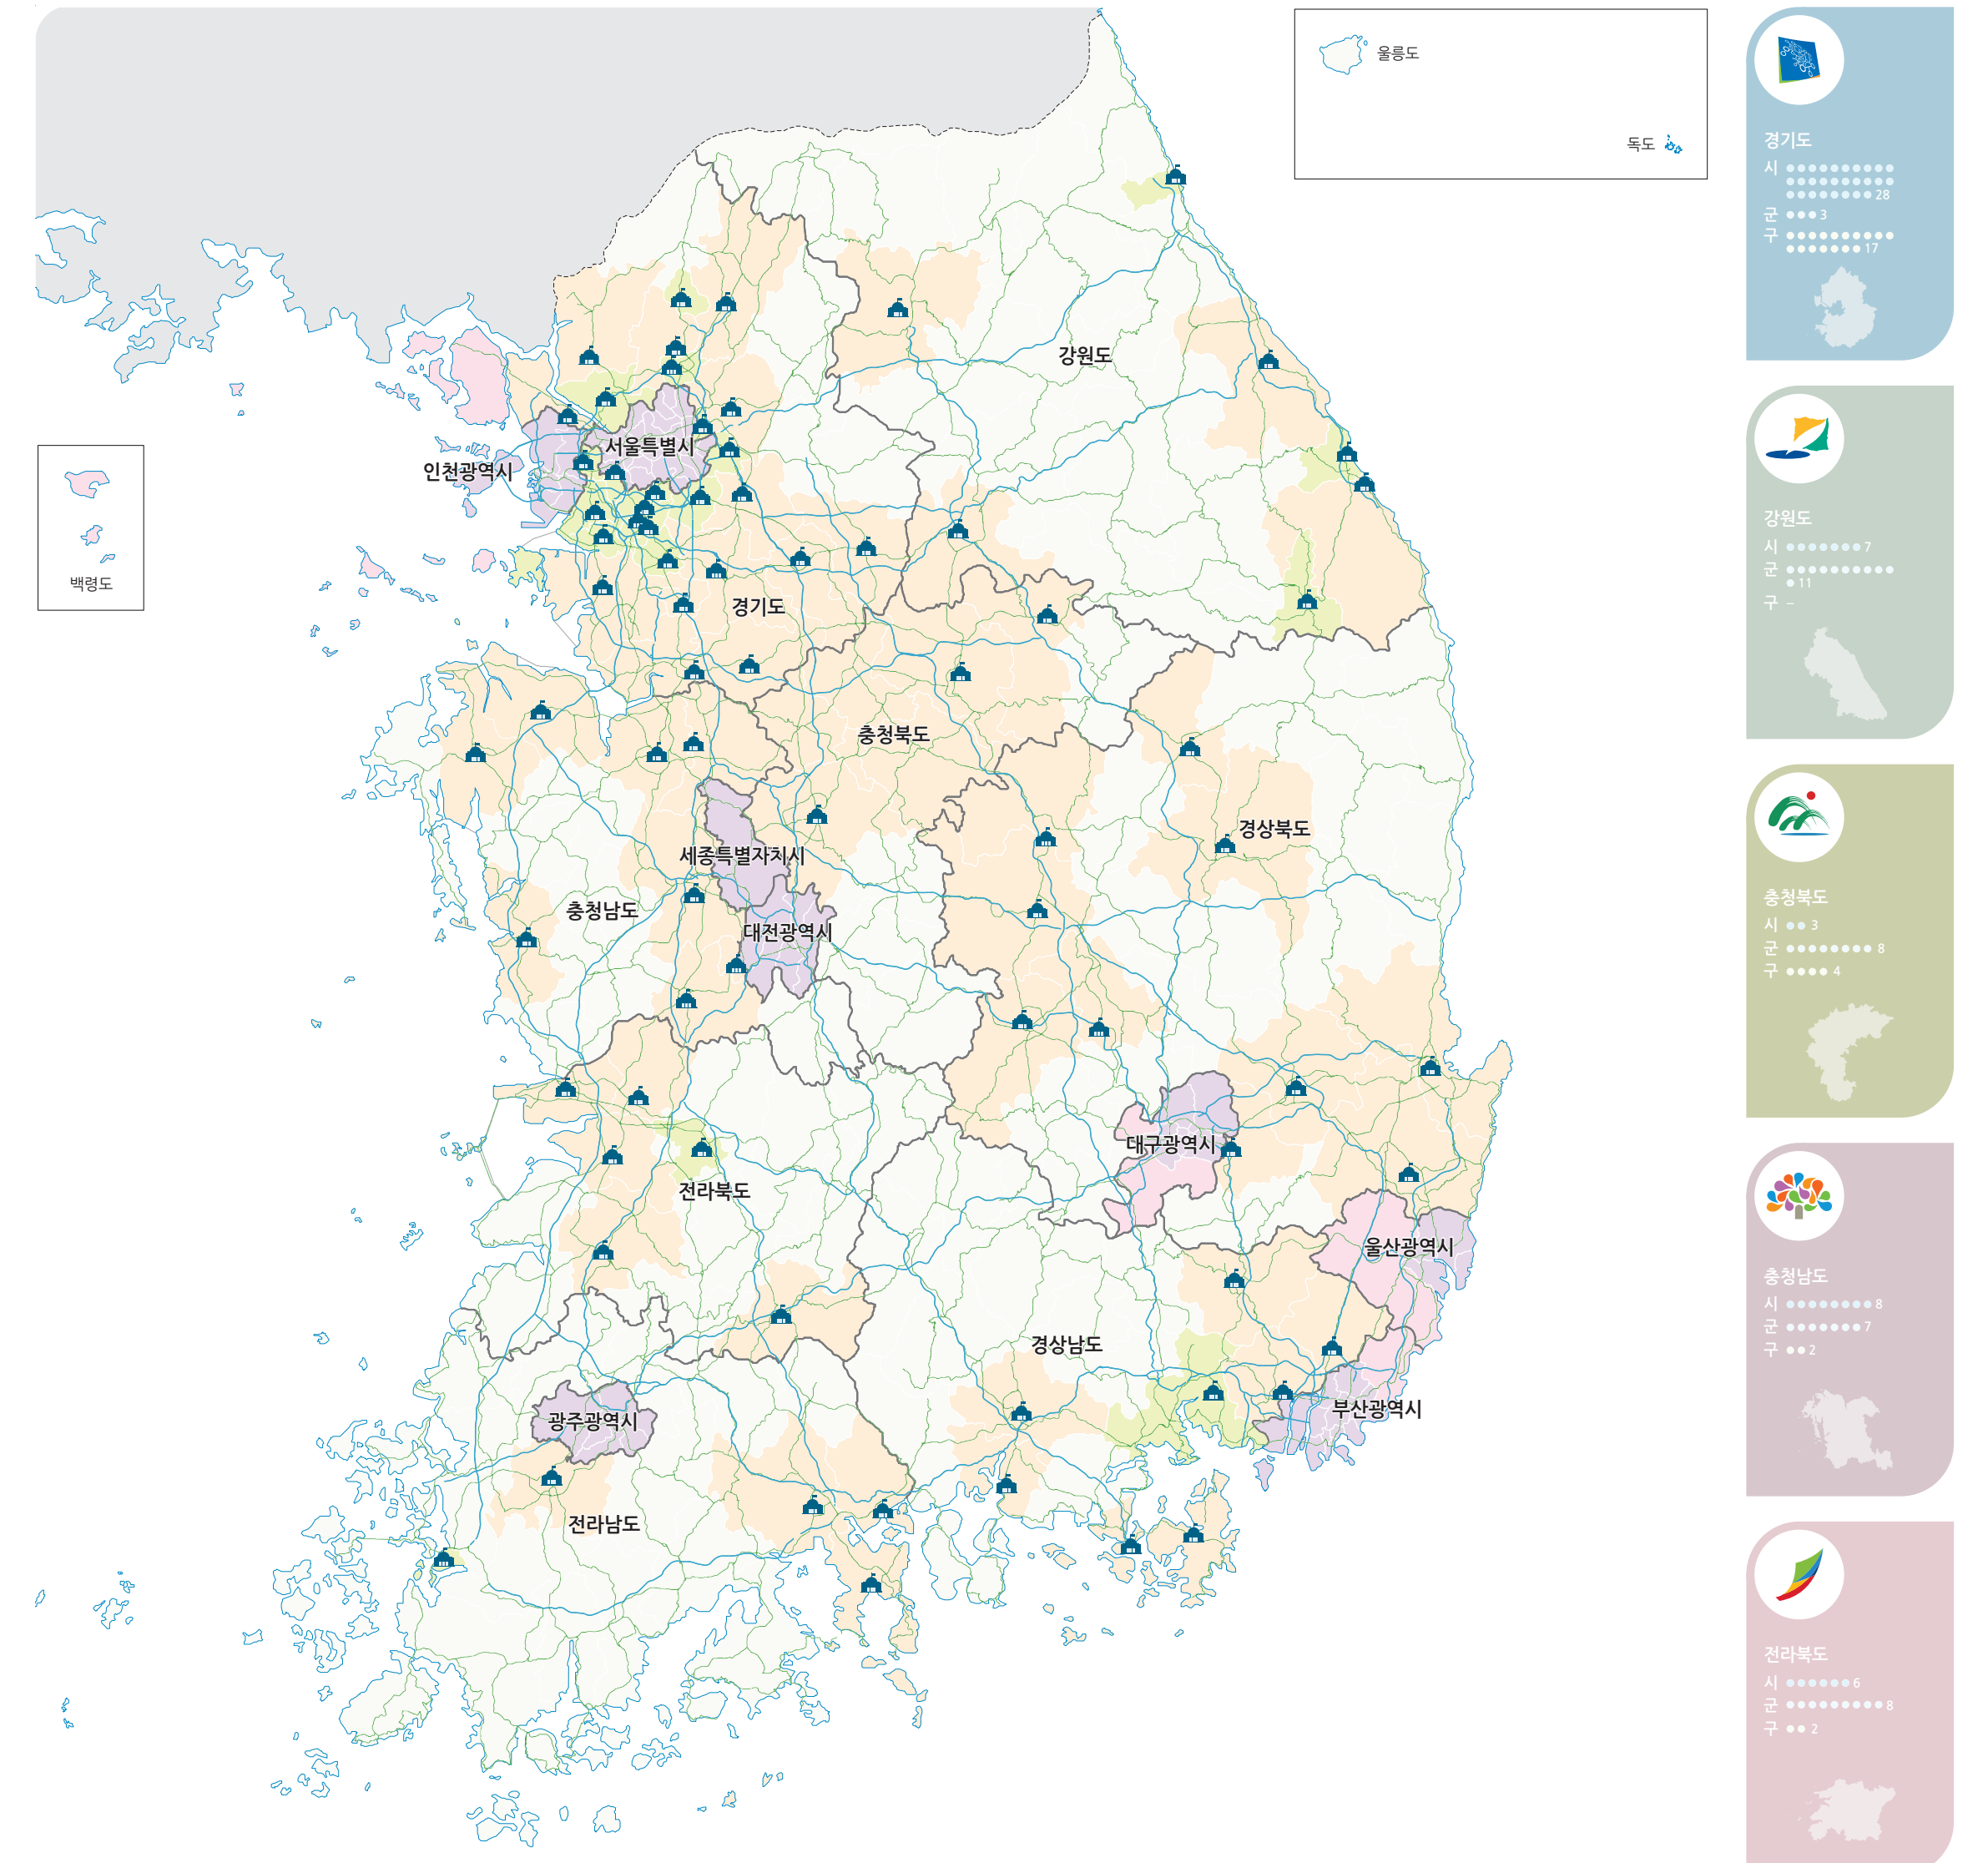 울릉도
독도
강원도
서울특별시
인천광역시
백령도
경기도
충청북도
경상북도
세종특별자치시
충청남도
대전광역시
대구광역시
전라북도
울산광역시
경상남도
부산광역시
광주광역시
전라남도
경기도
시 28
군 3
구 17
강원도
시 7
군 11
구 –
충청북도
시 3
군 8
구 4
충청남도
시 8
군 7
구 2
전라북도
시 6
군 8
구 2